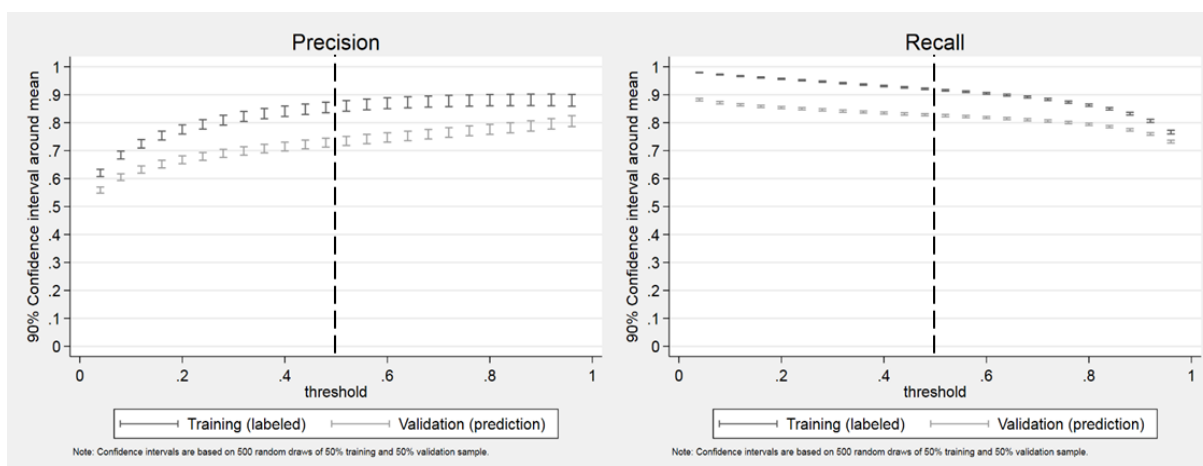 Precision
90% Confidence interval around mean
1
.9
.8
.7
.6
.5
.4
.3
.2
.1
0
0 .2 .4 .6 .8 1
threshold
Training (labeled) Validation (prediction)
Note: Confidence intervals are based on 500 random draws of 50% training and 50% validation sample.
Recall
90% Confidence interval around mean
1
.9
.8
.7
.6
.5
.4
.3
.2
.1
0
0 .2 .4 .6 .8 1
threshold
Training (labeled) Validation (prediction)
Note: Confidence intervals are based on 500 random draws of 50% training and 50% validation sample.